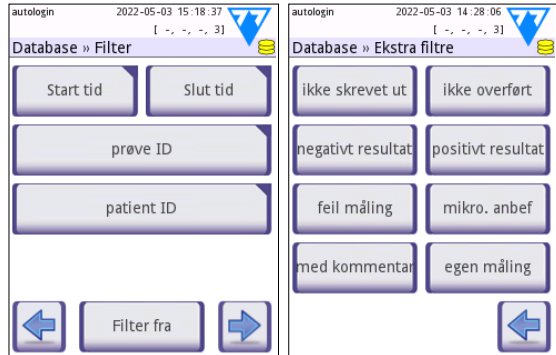 autologin 2022-05-03 15:18:37
[ -, -, -, 3]
Database » Filter
Start tid Slut tid
prøve ID
patient ID
Filter fra
autologin 2022-05-03 14:28:06
[ -, -, -, 3]
Database » Ekstra filtre
ikke skrevet ut ikke overført
negativt resultat positivt resultat
feil måling mikro. anbef
med kommentar egen måling